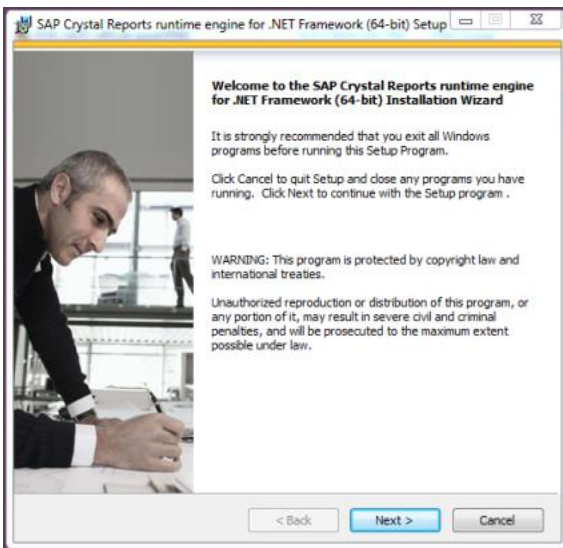 SAP Crystal Reports runtime engine for .NET Framework (64-bit) Setup
Welcome to the SAP Crystal Reports runtime engine
for .NET Framework (64-bit) Installation Wizard
It is strongly recommended that you exit all Windows
programs before running this Setup Program.
Click Cancel to quit Setup and close any programs you have
running. Click Next to continue with the Setup program .
WARNING: This program is protected by copyright law and
international treaties.
Unauthorized reproduction or distribution of this program, or
any portion of it, may result in severe civil and criminal
penalties, and will be prosecuted to the maximum extent
possible under law.
< Back Next > Cancel